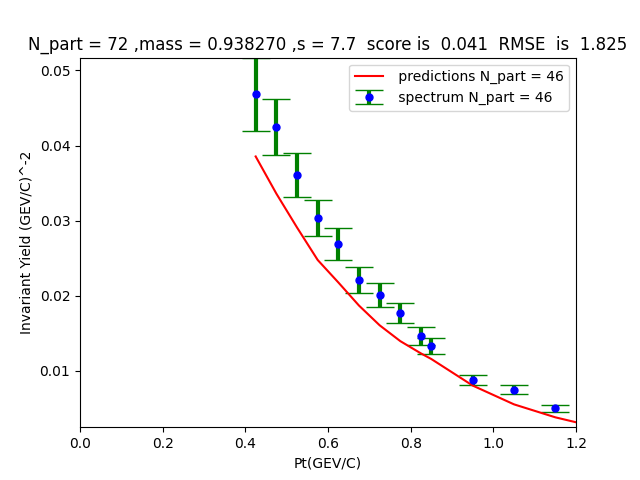 N_part = 72 ,mass = 0.938270 ,s = 7.7  score is  0.041  RMSE  is  1.825
predictions N_part = 46
spectrum N_part = 46
0.05
0.04
0.03
0.02
0.01
Invariant Yield (GEV/C)^-2
0.0 0.2 0.4 0.6 0.8 1.0 1.2
Pt(GEV/C)